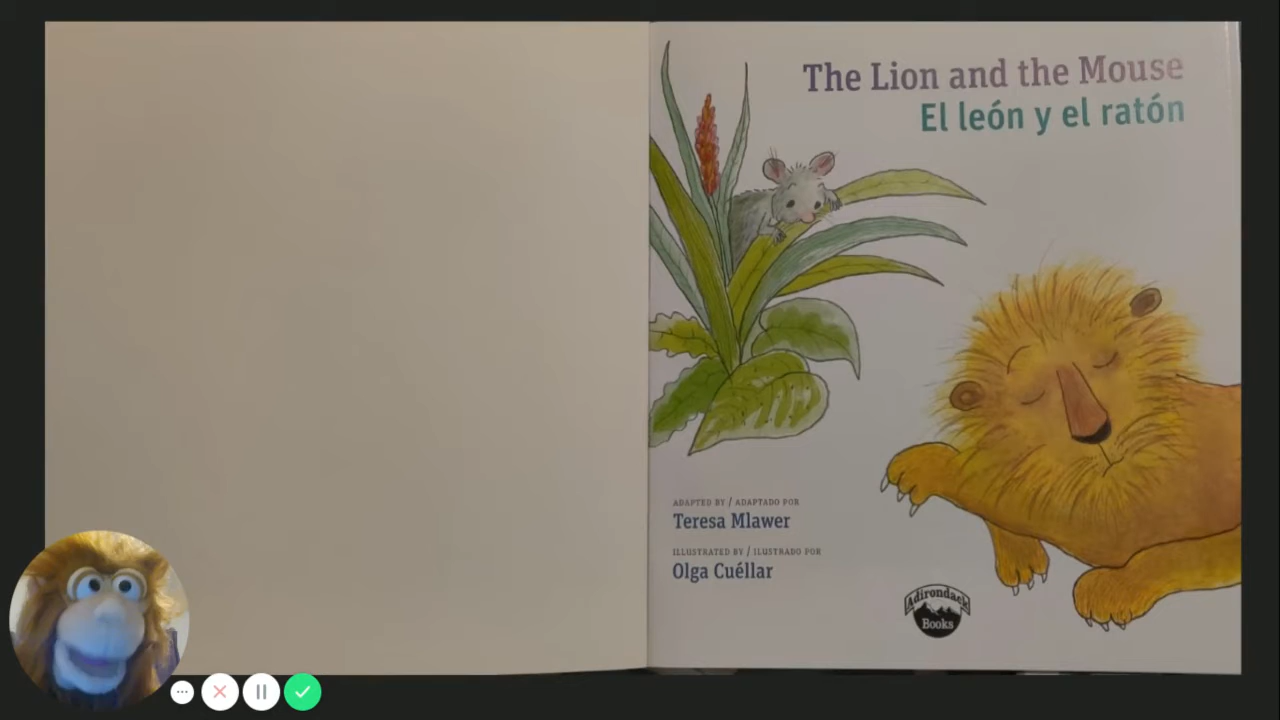 The Lion and the Mouse
El león y el ratón
ADAPTED BY / ADAPTADO POR
Teresa Mlawer
ILLUSTRATED BY / ILUSTRADO POR
Olga Cuéllar
Adirondack
Books